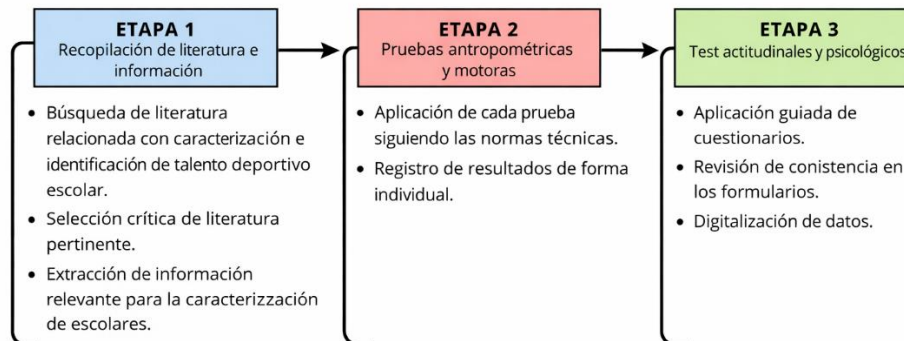 ETAPA 1
Recopilación de literatura e
información
• Búsqueda de literatura
relacionada con caracterización e
identificación de talento deportivo
escolar.
• Selección crítica de literatura
pertinente.
• Extracción de información
relevante para la caracterizzación
de escolares.
ETAPA 2
Pruebas antropométricas
y motoras
• Aplicación de cada prueba
siguiendo las normas técnicas.
• Registro de resultados de forma
individual.
ETAPA 3
Test actitudinales y psicológicos
• Aplicación guiada de
cuestionarios.
• Revisión de conistencia en
los formularios.
• Digitalización de datos.